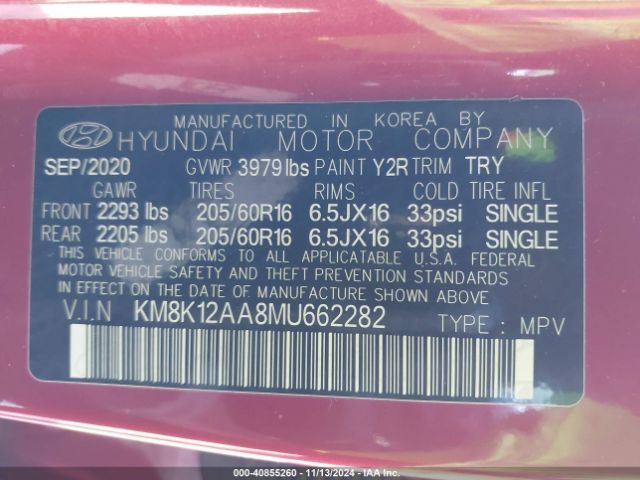 MANUFACTURED IN KOREA BY
HYUNDAI MOTOR COMPANY
SEP/2020 GVWR 3979 lbs PAINT Y2R TRIM TRY
GAWR TIRES RIMS COLD TIRE INFL
FRONT 2293 lbs 205/60R16 6.5JX16 33psi SINGLE
REAR 2205 lbs 205/60R16 6.5JX16 33psi SINGLE
THIS VEHICLE CONFORMS TO ALL APPLICATABLE U.S.A. FEDERAL
MOTOR VEHICLE SAFETY AND THEFT PREVENTION STANDARDS
IN EFFECT ON THE DATE OF MANUFACTURE SHOWN ABOVE.
V.I.N KM8K12AA8MU662282 TYPE : MPV
000-40855260 - 11/13/2024 - IAA Inc.